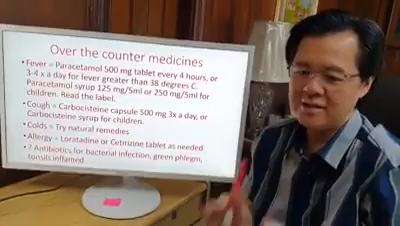 Over the counter medicines
• Fever = Paracetamol 500 mg tablet every 4 hours, or
3-4 x a day for fever greater than 38 degrees C.
Paracetamol syrup 125 mg/5ml or 250 mg/5ml for
children. Read the label.
• Cough = Carbocisteine capsule 500 mg 3x a day, or
Carbocisteine syrup for children.
• Colds = Try natural remedies
• Allergy = Loratadine or Cetrizine tablet as needed
• ? Antibiotics for bacterial infection, green phlegm,
tonsils inflamed